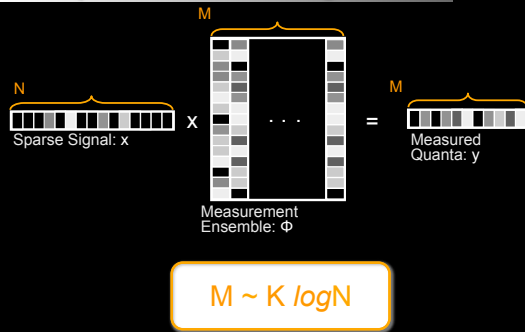 M
N
M
x
. . .
=
Sparse Signal: x
Measured
Quanta: y
Measurement
Ensemble: Φ
M ~ K logN